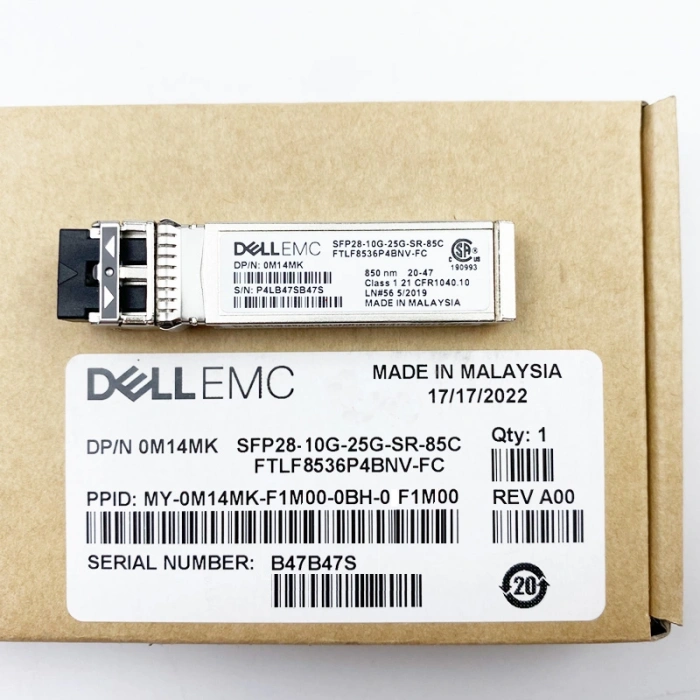 DELLEMC
SFP28-10G-25G-SR-85C
FTLF8536P4BNV-FC
DP/N: 0M14MK
850 nm 20-47
Class 1 21 CFR1040.10
LN#56 5/2019
MADE IN MALAYSIA
S/N: P4LB47SB47S
C SA US
190993
DELLEMC
MADE IN MALAYSIA
17/17/2022
DP/N 0M14MK SFP28-10G-25G-SR-85C
FTLF8536P4BNV-FC
Qty: 1
PPID: MY-0M14MK-F1M00-0BH-0 F1M00
REV A00
SERIAL NUMBER: B47B47S
20